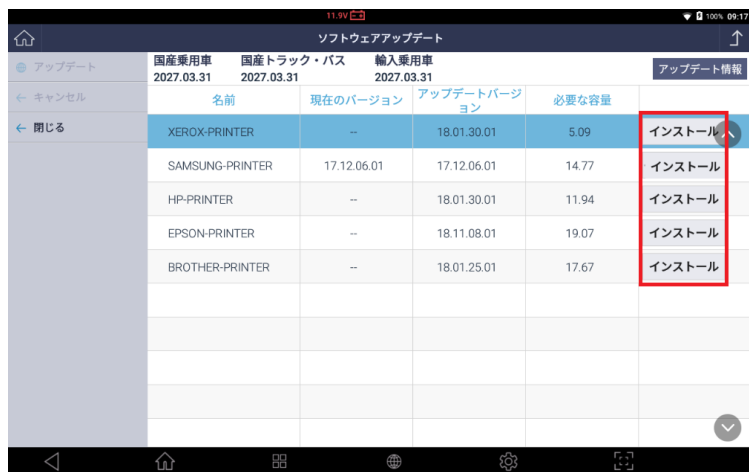 11.9V
100% 09:17
ソフトウェアアップデート
アップデート
キャンセル
閉じる
国産乗用車 国産トラック・バス 輸入乗用車
2027.03.31 2027.03.31 2027.03.31
アップデート情報
名前 現在のバージョン アップデートバージ
ョン 必要な容量
XEROX-PRINTER -- 18.01.30.01 5.09 インストール
SAMSUNG-PRINTER 17.12.06.01 17.12.06.01 14.77 インストール
HP-PRINTER -- 18.01.30.01 11.94 インストール
EPSON-PRINTER -- 18.11.08.01 19.07 インストール
BROTHER-PRINTER -- 18.01.25.01 17.67 インストール